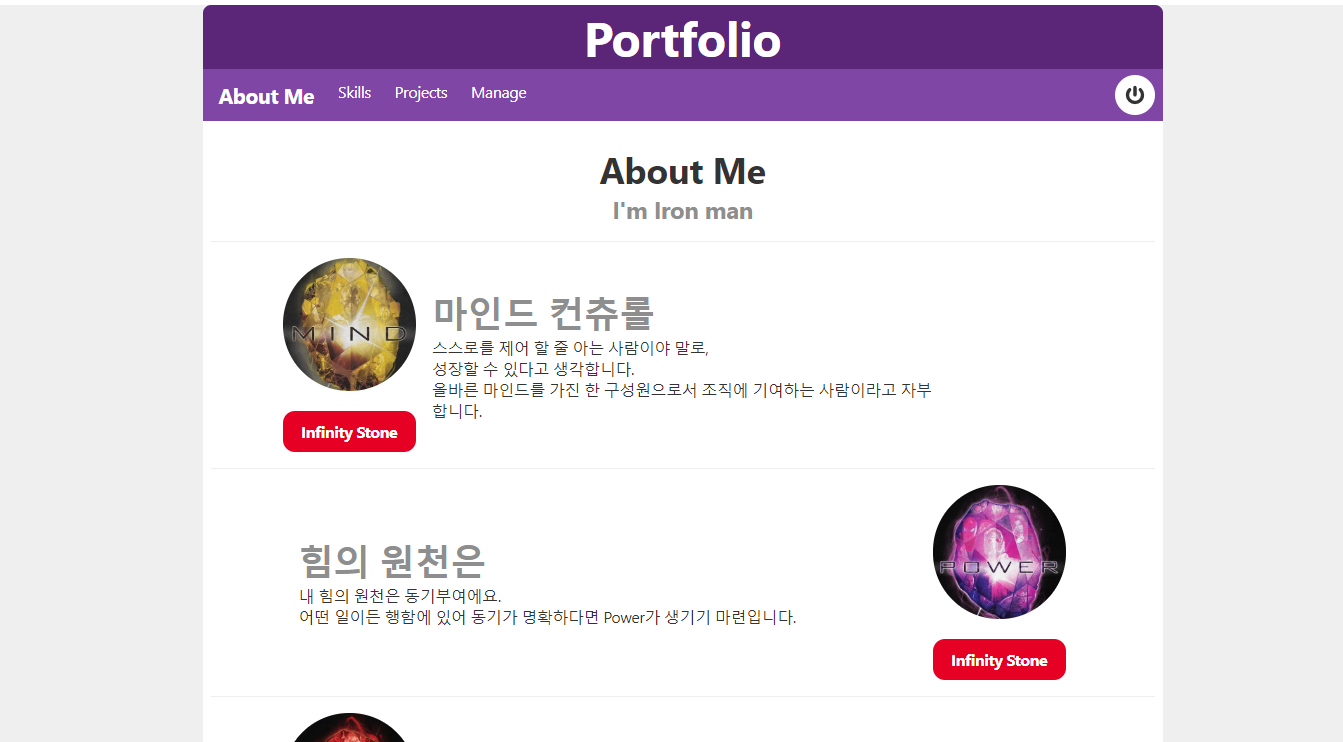 Portfolio
About Me Skills Projects Manage
About Me
I'm Iron man
MIND
마인드 컨츄롤
스스로를 제어 할 줄 아는 사람이야 말로,
성장할 수 있다고 생각합니다.
올바른 마인드를 가진 한 구성원으로서 조직에 기여하는 사람이라고 자부
합니다.
Infinity Stone
힘의 원천은
내 힘의 원천은 동기부여에요.
어떤 일이든 행함에 있어 동기가 명확하다면 Power가 생기기 마련입니다.
POWER
Infinity Stone